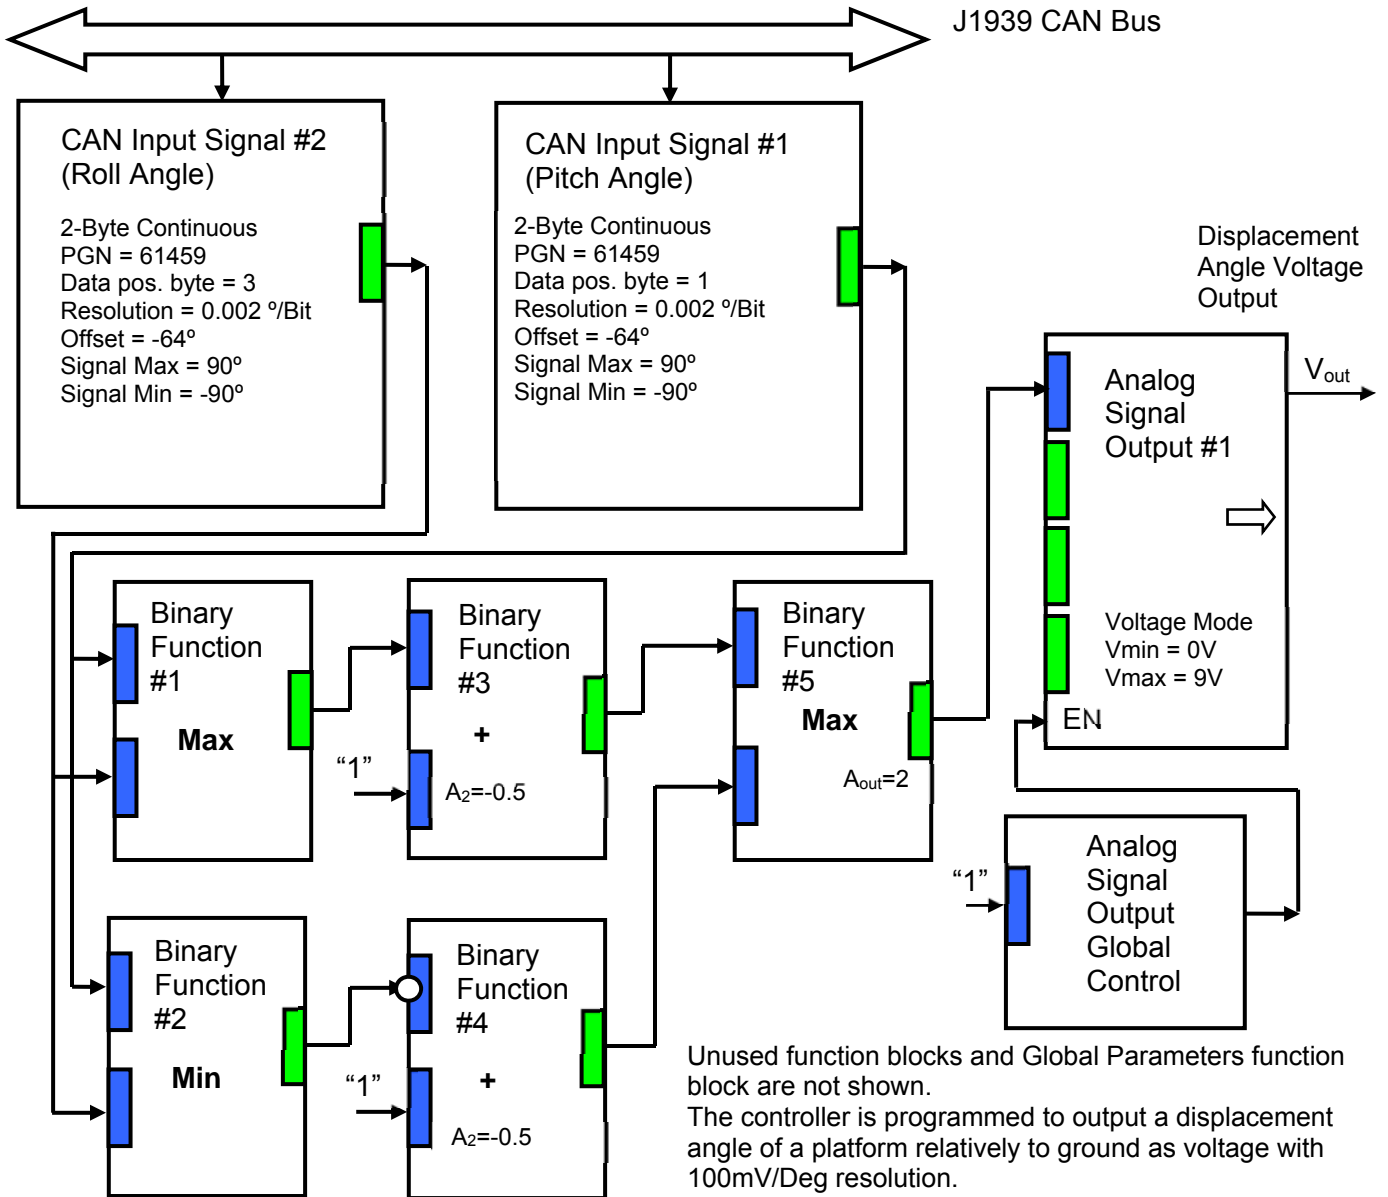 J1939 CAN Bus
CAN Input Signal #2
(Roll Angle)
2-Byte Continuous
PGN = 61459
Data pos. byte = 3
Resolution = 0.002 º/Bit
Offset = -64º
Signal Max = 90º
Signal Min = -90º
CAN Input Signal #1
(Pitch Angle)
2-Byte Continuous
PGN = 61459
Data pos. byte = 1
Resolution = 0.002 º/Bit
Offset = -64º
Signal Max = 90º
Signal Min = -90º
Displacement
Angle Voltage
Output
Analog
Signal
Output #1
Voltage Mode
Vmin = 0V
Vmax = 9V
EN
Vout
Binary
Function
#1
Max
Binary
Function
#3
+
“1”
A2=-0.5
Binary
Function
#5
Max
Aout=2
Analog
Signal
Output
Global
Control
“1”
Binary
Function
#2
Min
Binary
Function
#4
+
“1”
A2=-0.5
Unused function blocks and Global Parameters function
block are not shown.
The controller is programmed to output a displacement
angle of a platform relatively to ground as voltage with
100mV/Deg resolution.